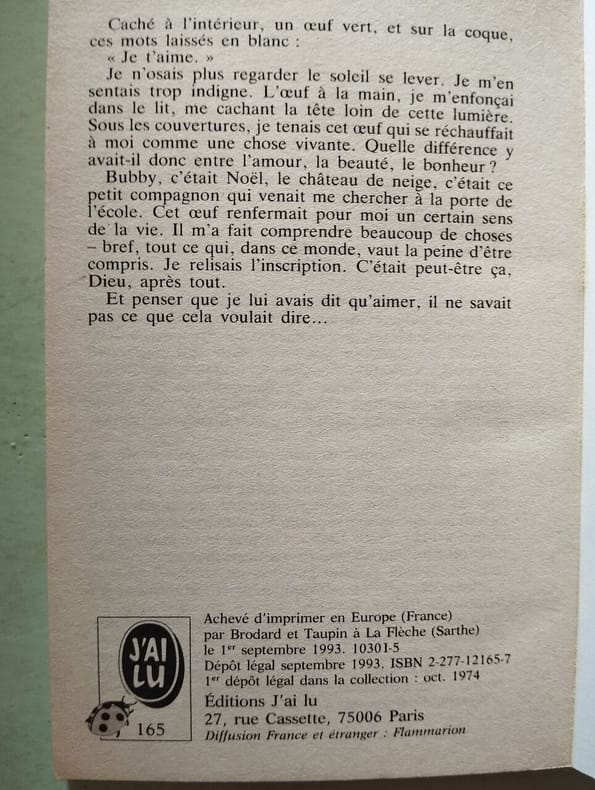 Caché à l'intérieur, un œuf vert, et sur la coque,
ces mots laissés en blanc :
« Je t'aime. »
Je n'osais plus regarder le soleil se lever. Je m'en
sentais trop indigne. L'œuf à la main, je m'enfonçai
dans le lit, me cachant la tête loin de cette lumière.
Sous les couvertures, je tenais cet œuf qui se réchauffait
à moi comme une chose vivante. Quelle différence y
avait-il donc entre l'amour, la beauté, le bonheur ?
Bubby, c'était Noël, le château de neige, c'était ce
petit compagnon qui venait me chercher à la porte de
l'école. Cet œuf renfermait pour moi un certain sens
de la vie. Il m'a fait comprendre beaucoup de choses
– bref, tout ce qui, dans ce monde, vaut la peine d'être
compris. Je relisais l'inscription. C'était peut-être ça,
Dieu, après tout.
Et penser que je lui avais dit qu'aimer, il ne savait
pas ce que cela voulait dire...
J'AI
LU
165
Achevé d'imprimer en Europe (France)
par Brodard et Taupin à La Flèche (Sarthe)
le 1er septembre 1993. 10301-5
Dépôt légal septembre 1993. ISBN 2-277-12165-7
1er dépôt légal dans la collection : oct. 1974
Éditions J'ai lu
27, rue Cassette, 75006 Paris
Diffusion France et étranger : Flammarion